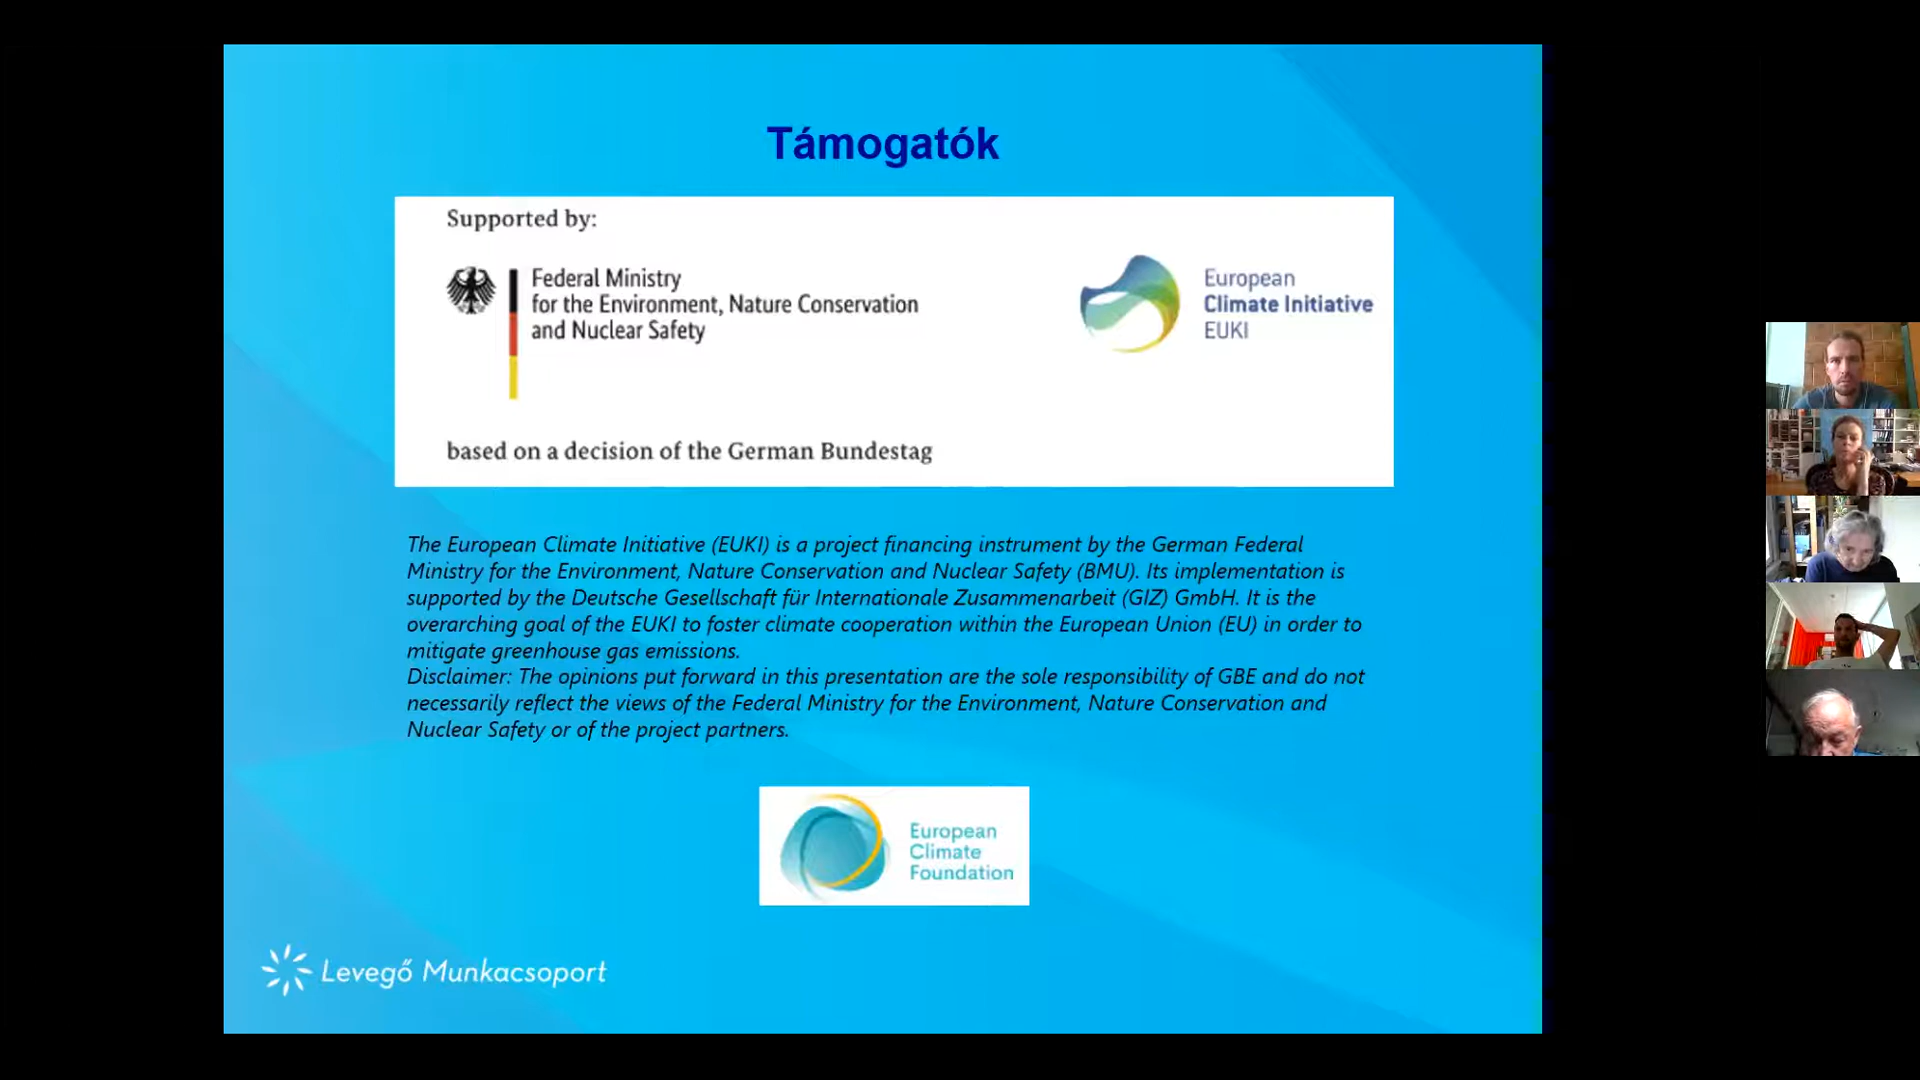 Támogatók
Supported by:
Federal Ministry
for the Environment, Nature Conservation
and Nuclear Safety
European
Climate Initiative
EUKI
based on a decision of the German Bundestag
The European Climate Initiative (EUKI) is a project financing instrument by the German Federal
Ministry for the Environment, Nature Conservation and Nuclear Safety (BMU). Its implementation is
supported by the Deutsche Gesellschaft für Internationale Zusammenarbeit (GIZ) GmbH. It is the
overarching goal of the EUKI to foster climate cooperation within the European Union (EU) in order to
mitigate greenhouse gas emissions.
Disclaimer: The opinions put forward in this presentation are the sole responsibility of GBE and do not
necessarily reflect the views of the Federal Ministry for the Environment, Nature Conservation and
Nuclear Safety or of the project partners.
European
Climate
Foundation
Levegő Munkacsoport